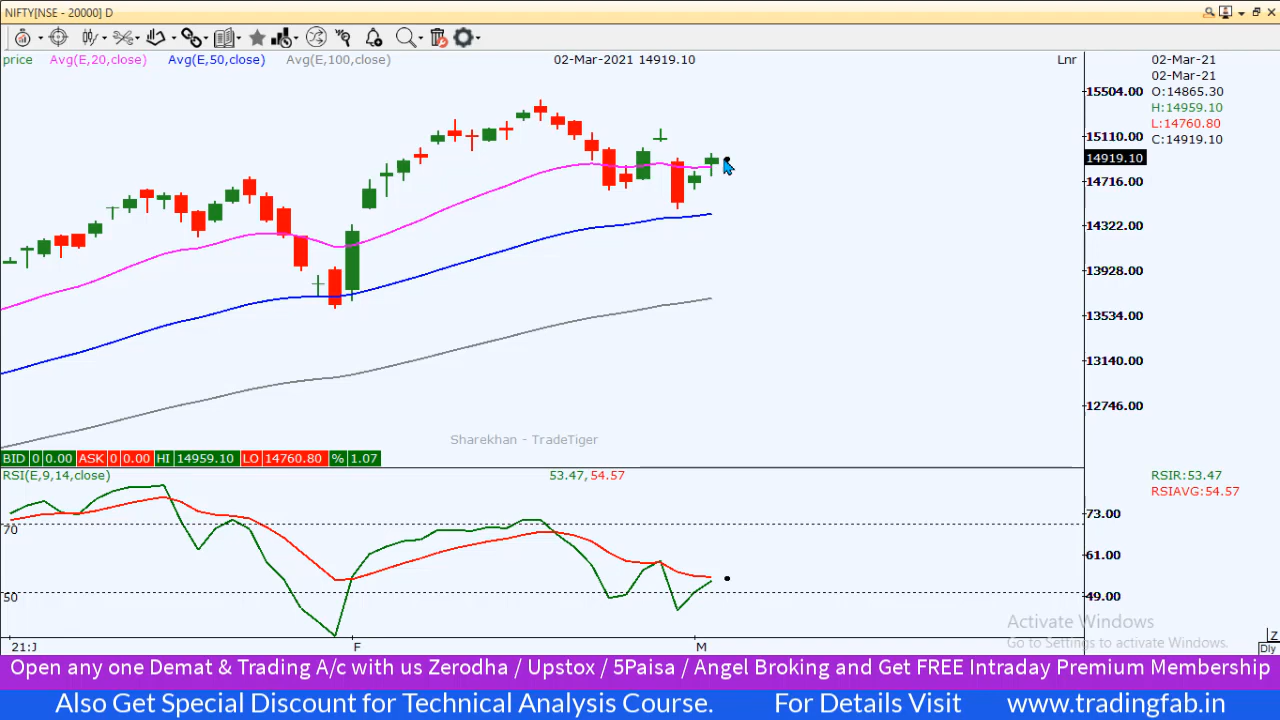 NIFTY[NSE - 20000] D
price Avg(E,20,close) Avg(E,50,close) Avg(E,100,close) 02-Mar-2021 14919.10 Lnr
02-Mar-21
02-Mar-21
O:14865.30
H:14959.10
L:14760.80
C:14919.10
15504.00
15110.00
14919.10
14716.00
14322.00
13928.00
13534.00
13140.00
12746.00
Sharekhan - TradeTiger
BID 0 0.00 ASK 0 0.00 HI 14959.10 LO 14760.80 % 1.07
RSI(E,9,14,close) 53.47, 54.57
RSIR:53.47
RSIAVG:54.57
73.00
70
61.00
50
49.00
Activate Windows
Go to Settings to activate Windows.
21:J F M
Z
Dly
Open any one Demat & Trading A/c with us Zerodha / Upstox / 5Paisa / Angel Broking and Get FREE Intraday Premium Membership
Also Get Special Discount for Technical Analysis Course. For Details Visit www.tradingfab.in